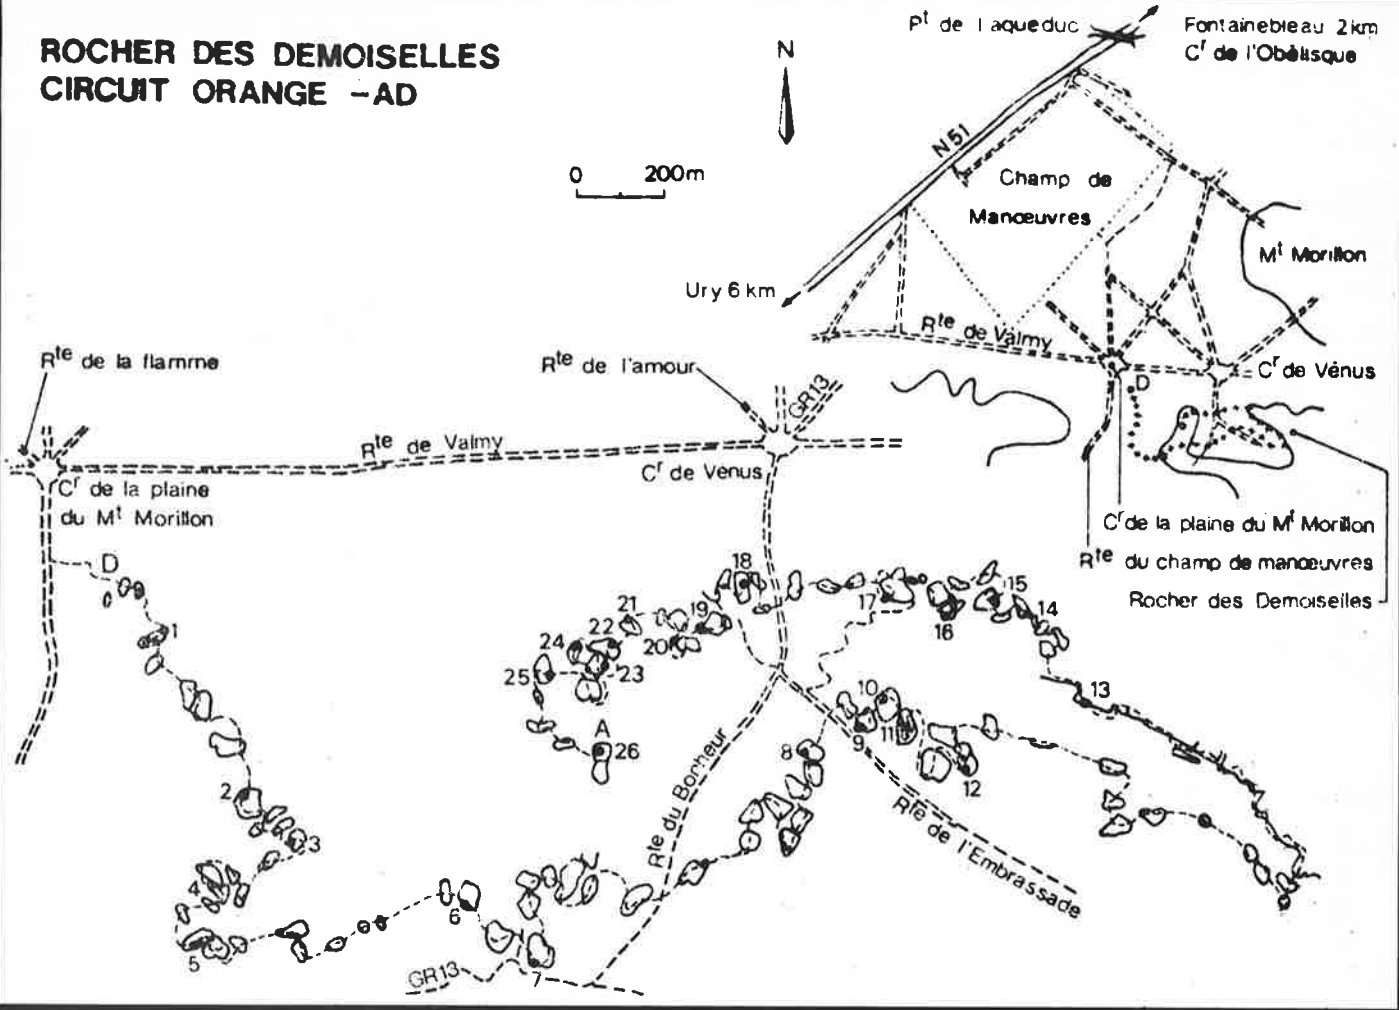 ROCHER DES DEMOISELLES
CIRCUIT ORANGE -AD
N
0 200m
Pt de l aqueduc
Fontainebleau 2km
Cr de l'Obélisque
N51
Champ de
Manœuvres
Mt Morillon
Ury 6 km
Rte de Valmy
Cr de Vénus
D
Cr de la plaine du Mt Morillon
Rte du champ de manœuvres
Rocher des Demoiselles
Rte de la flamme
Rte de l'amour
GR13
Rte de Valmy
Cr de Venus
Cr de la plaine
du Mt Morillon
D
1
2
3
4
5
6
7
GR13
Rte du Bocheur
8
9
10
11
12
Rte de l'Embrassade
13
14
15
16
17
18
19
20
21
22
23
24
25
A
26